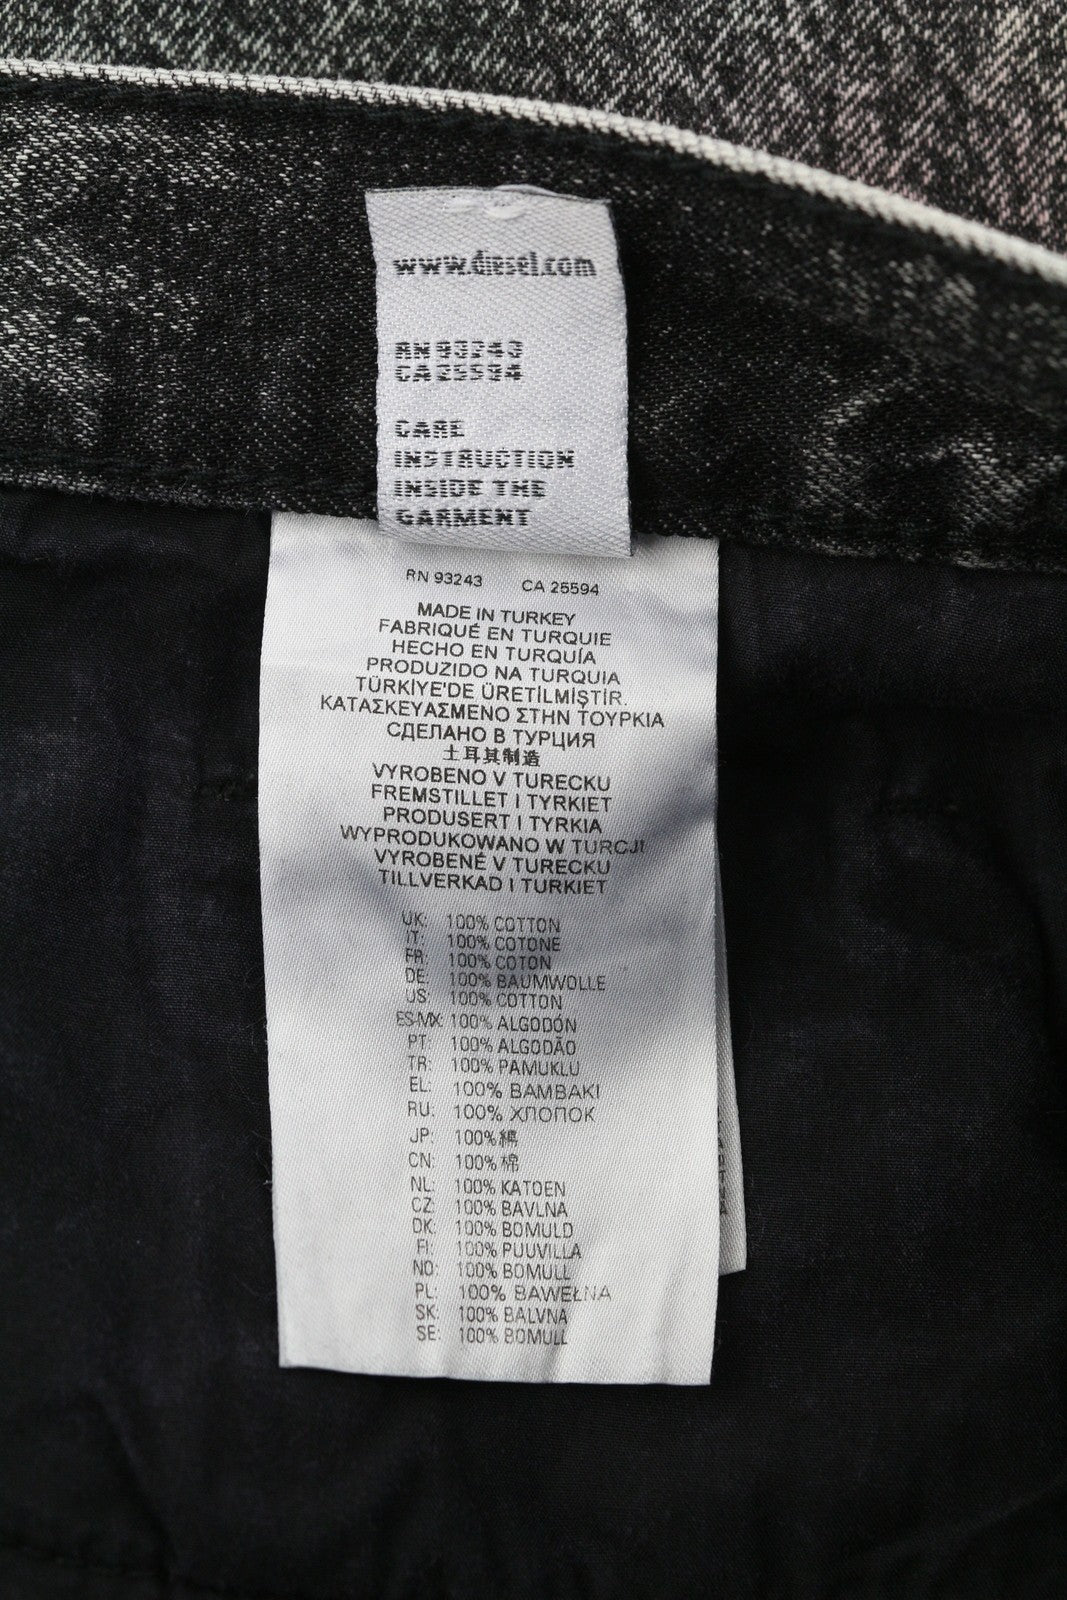 www.diesel.com
RN 93243
CA 25594
CARE
INSTRUCTION
INSIDE THE
GARMENT
RN 93243 CA 25594
MADE IN TURKEY
FABRIQUÉ EN TURQUIE
HECHO EN TURQUÍA
PRODUZIDO NA TURQUIA
TÜRKİYE'DE ÜRETİLMİŞTİR.
ΚΑΤΑΣΚΕΥΑΣΜΕΝΟ ΣΤΗΝ ΤΟΥΡΚΙΑ
СДЕЛАНО В ТУРЦИЯ
土耳其制造
VYROBENO V TURECKU
FREMSTILLET I TYRKIET
PRODUSERT I TYRKIA
WYPRODUKOWANO W TURCJI
VYROBENÉ V TURECKU
TILLVERKAD I TURKIET
UK: 100% COTTON
IT: 100% COTONE
FR: 100% COTON
DE: 100% BAUMWOLLE
US: 100% COTTON
ES-MX: 100% ALGODÓN
PT: 100% ALGODÃO
TR: 100% PAMUKLU
EL: 100% ΒΑΜΒΑΚΙ
RU: 100% ХЛОПОК
JP: 100% 綿
CN: 100% 棉
NL: 100% KATOEN
CZ: 100% BAVLNA
DK: 100% BOMULD
FI: 100% PUUVILLA
NO: 100% BOMULL
PL: 100% BAWEŁNA
SK: 100% BALVNA
SE: 100% BOMULL